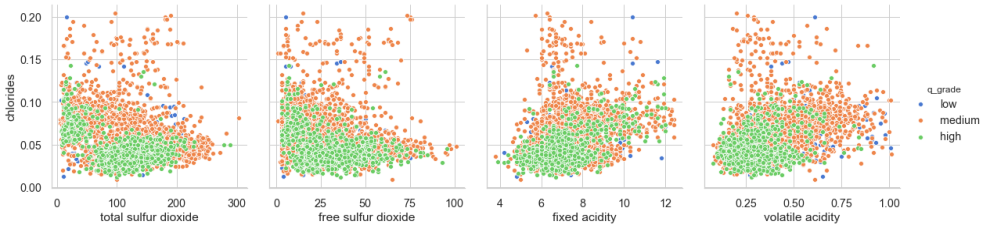 chlorides
0.20
0.15
0.10
0.05
0.00
0 100 200 300
total sulfur dioxide
0 25 50 75 100
free sulfur dioxide
4 6 8 10 12
fixed acidity
0.25 0.50 0.75 1.00
volatile acidity
q_grade
low
medium
high